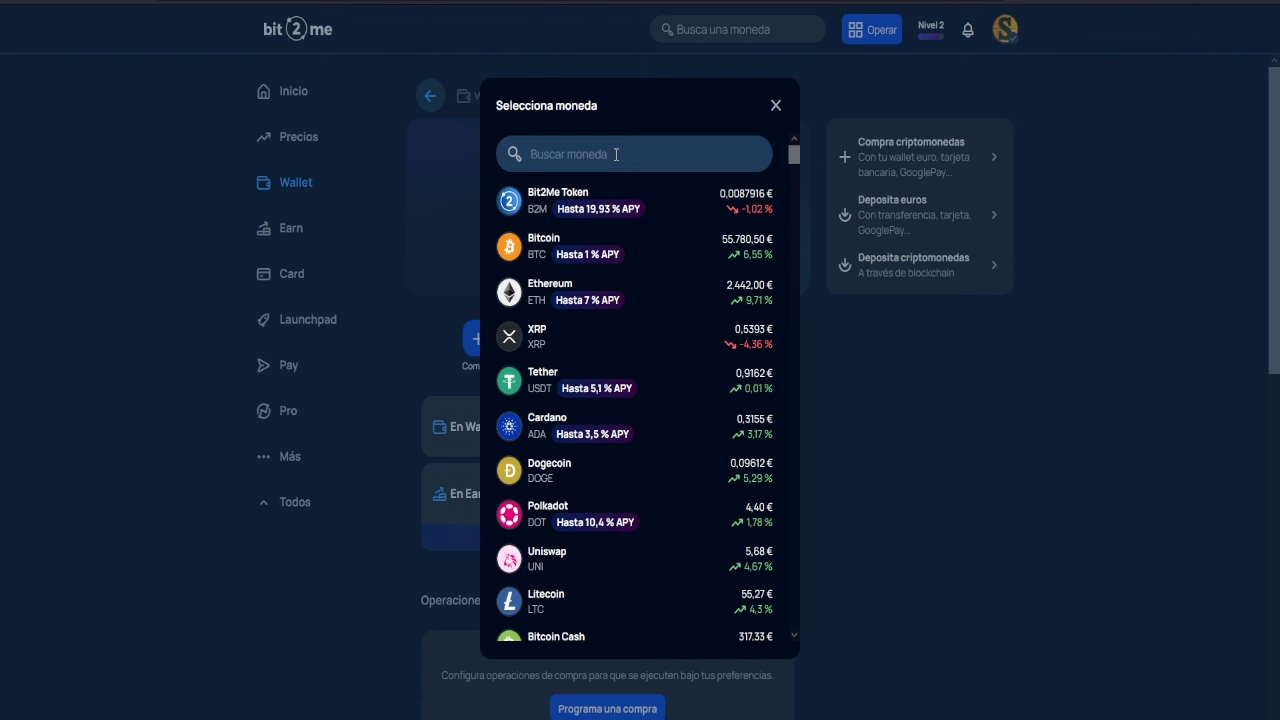 bit 2 me
Busca una moneda
Operar
Nivel 2
Inicio
Precios
Wallet
Earn
Card
Launchpad
Pay
Pro
Más
Todos
Selecciona moneda
Buscar moneda
Bit2Me Token 0,0087916 €
B2M Hasta 19,93 % APY -1,02 %
Bitcoin 55.780,50 €
BTC Hasta 1 % APY 6,55 %
Ethereum 2.442,00 €
ETH Hasta 7 % APY 9,71 %
XRP 0,5393 €
XRP -4,36 %
Tether 0,9162 €
USDT Hasta 5,1 % APY 0,01 %
Cardano 0,3155 €
ADA Hasta 3,5 % APY 3,17 %
Dogecoin 0,09612 €
DOGE 5,29 %
Polkadot 4,40 €
DOT Hasta 10,4 % APY 1,78 %
Uniswap 5,68 €
UNI 4,67 %
Litecoin 55,27 €
LTC 4,3 %
Bitcoin Cash 317,33 €
Compra criptomonedas
Con tu wallet euro, tarjeta
bancaria, GooglePay...
Deposita euros
Con transferencia, tarjeta,
GooglePay...
Deposita criptomonedas
A través de blockchain
Com
En Wa
En Ear
Operacione
Configura operaciones de compra para que se ejecuten bajo tus preferencias.
Programa una compra